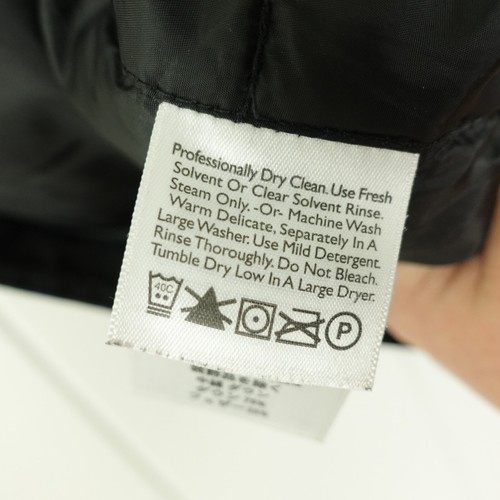 Professionally Dry Clean. Use Fresh
Solvent Or Clear Solvent Rinse.
Steam Only. -Or- Machine Wash
Warm Delicate, Separately In A
Large Washer. Use Mild Detergent.
Rinse Thoroughly. Do Not Bleach.
Tumble Dry Low In A Large Dryer.
40C P